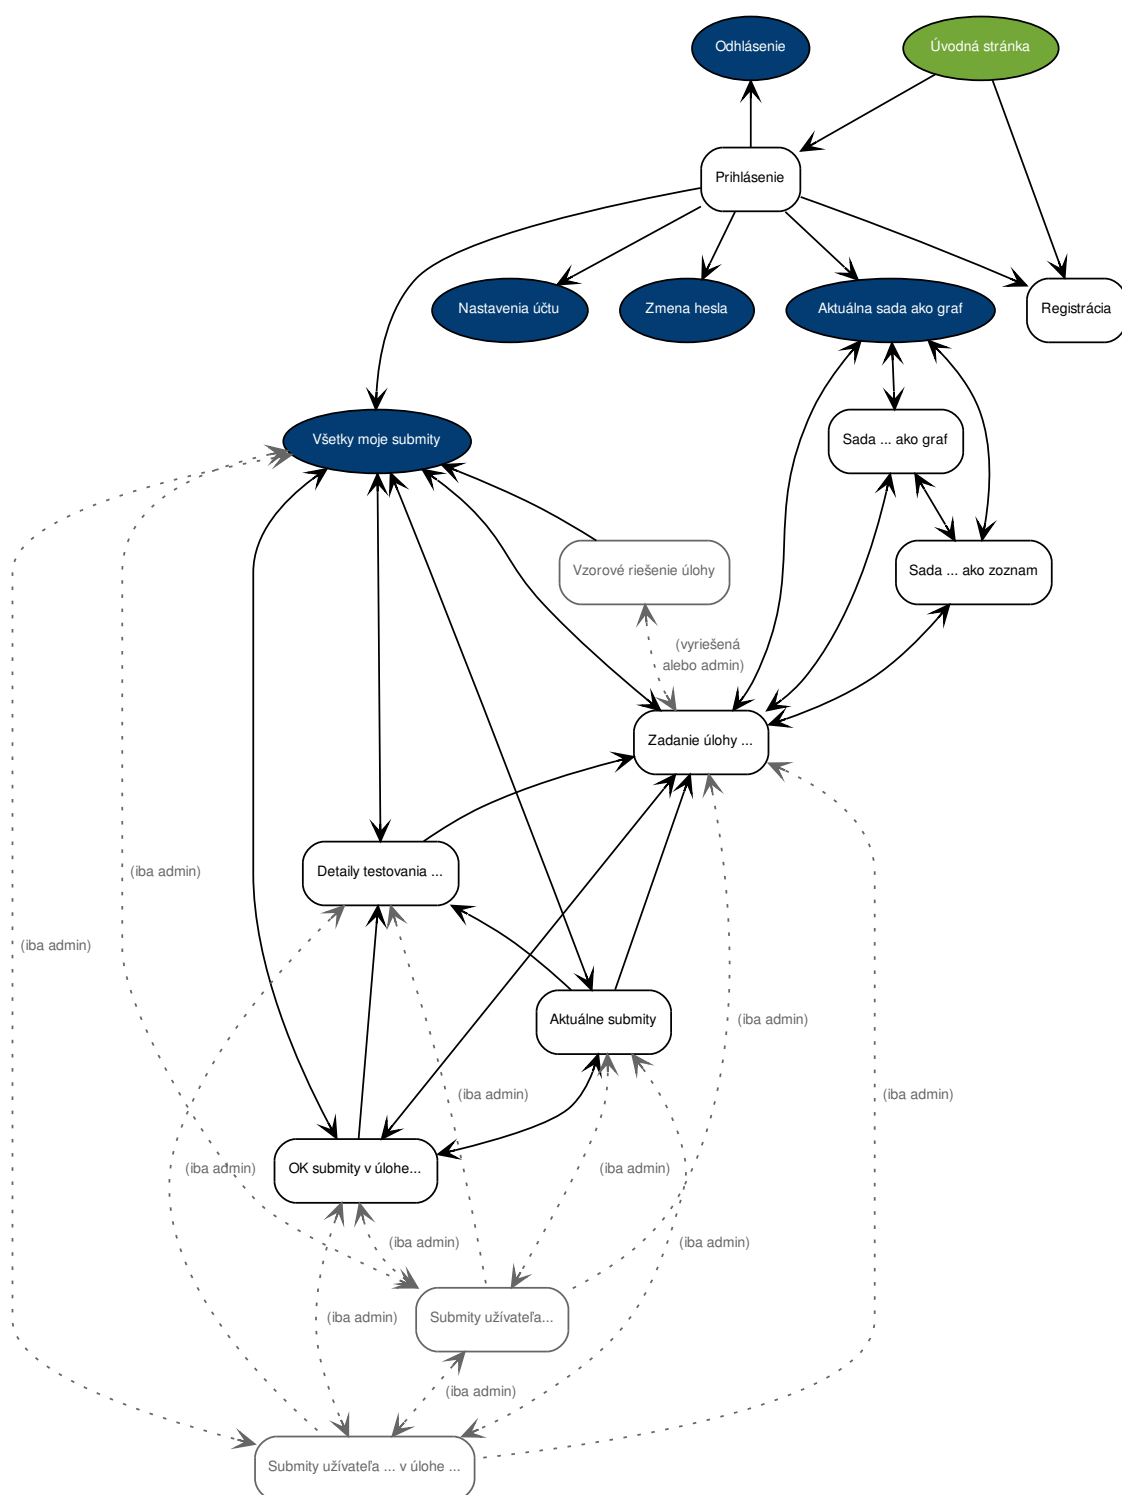 Odhlásenie
Úvodná stránka
Prihlásenie
Nastavenia účtu
Zmena hesla
Aktuálna sada ako graf
Registrácia
Všetky moje submity
Sada ... ako graf
Vzorové riešenie úlohy
Sada ... ako zoznam
(vyriešená
alebo admin)
Zadanie úlohy ...
Detaily testovania ...
(iba admin)
(iba admin)
Aktuálne submity
(iba admin)
(iba admin)
(iba admin)
OK submity v úlohe...
(iba admin)
(iba admin)
(iba admin)
(iba admin)
Submity užívateľa...
(iba admin)
(iba admin)
Submity užívateľa ... v úlohe ...